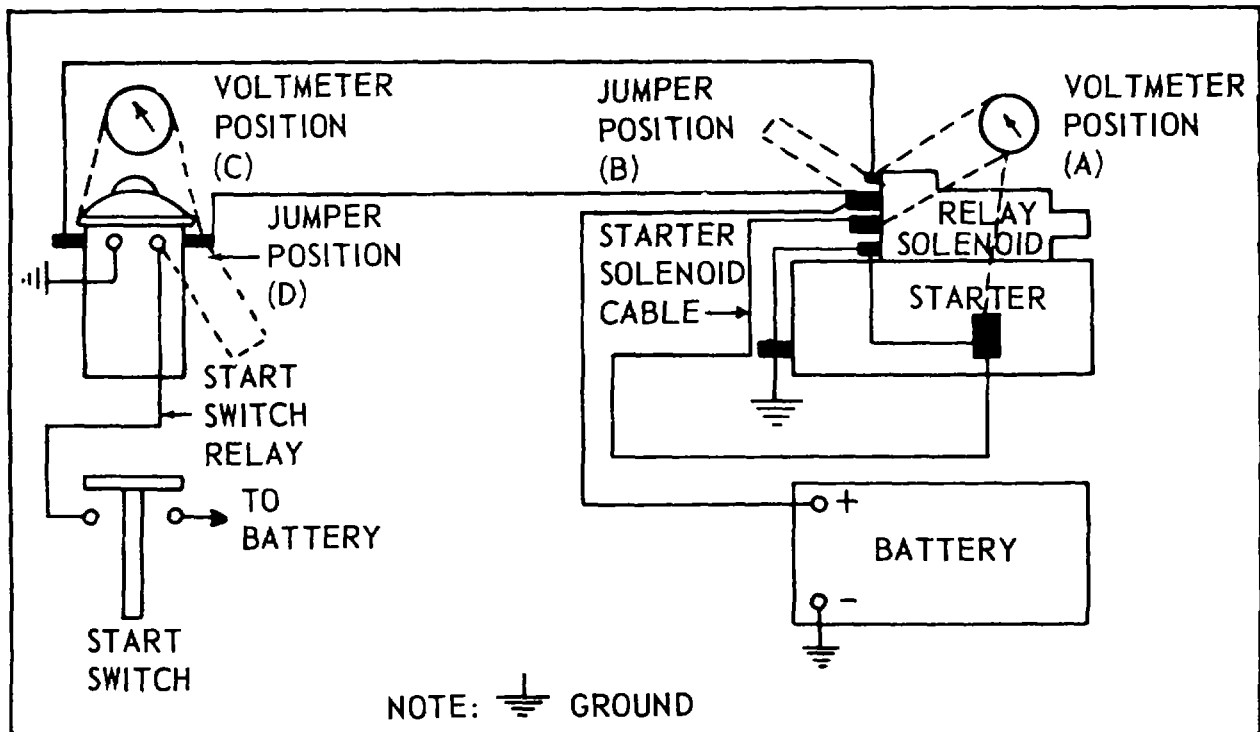 VOLTMETER
POSITION
(C)
JUMPER
POSITION
(B)
VOLTMETER
POSITION
(A)
JUMPER
POSITION
(D)
STARTER
SOLENOID
CABLE
RELAY
SOLENOID
STARTER
START
SWITCH
RELAY
TO
BATTERY
START
SWITCH
+
BATTERY
-
NOTE: GROUND